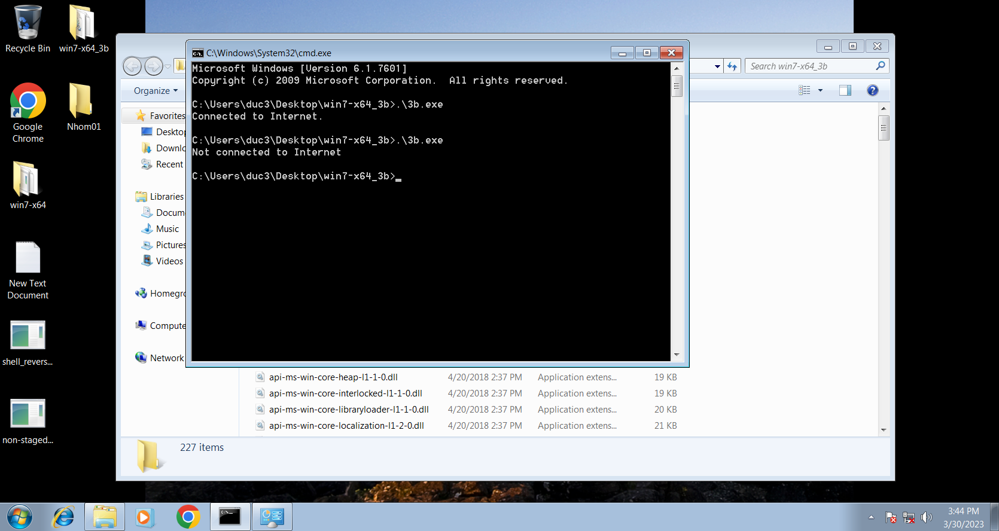 Recycle Bin
win7-x64_3b
Google
Chrome
Nhom01
win7-x64
New Text
Document
shell_revers...
non-staged...
C:\Windows\System32\cmd.exe
Microsoft Windows [Version 6.1.7601]
Copyright (c) 2009 Microsoft Corporation.  All rights reserved.
C:\Users\duc3\Desktop\win7-x64_3b>.\3b.exe
Connected to Internet.
C:\Users\duc3\Desktop\win7-x64_3b>.\3b.exe
Not connected to Internet
C:\Users\duc3\Desktop\win7-x64_3b>
Search win7-x64_3b
Organize
Favorites
Deskto
Downlo
Recent
Libraries
Docum
Music
Pictures
Videos
Homegro
Compute
Network
api-ms-win-core-heap-l1-1-0.dll 4/20/2018 2:37 PM Application extens... 19 KB
api-ms-win-core-interlocked-l1-1-0.dll 4/20/2018 2:37 PM Application extens... 19 KB
api-ms-win-core-libraryloader-l1-1-0.dll 4/20/2018 2:37 PM Application extens... 20 KB
api-ms-win-core-localization-l1-2-0.dll 4/20/2018 2:37 PM Application extens... 21 KB
227 items
3:44 PM
3/30/2023